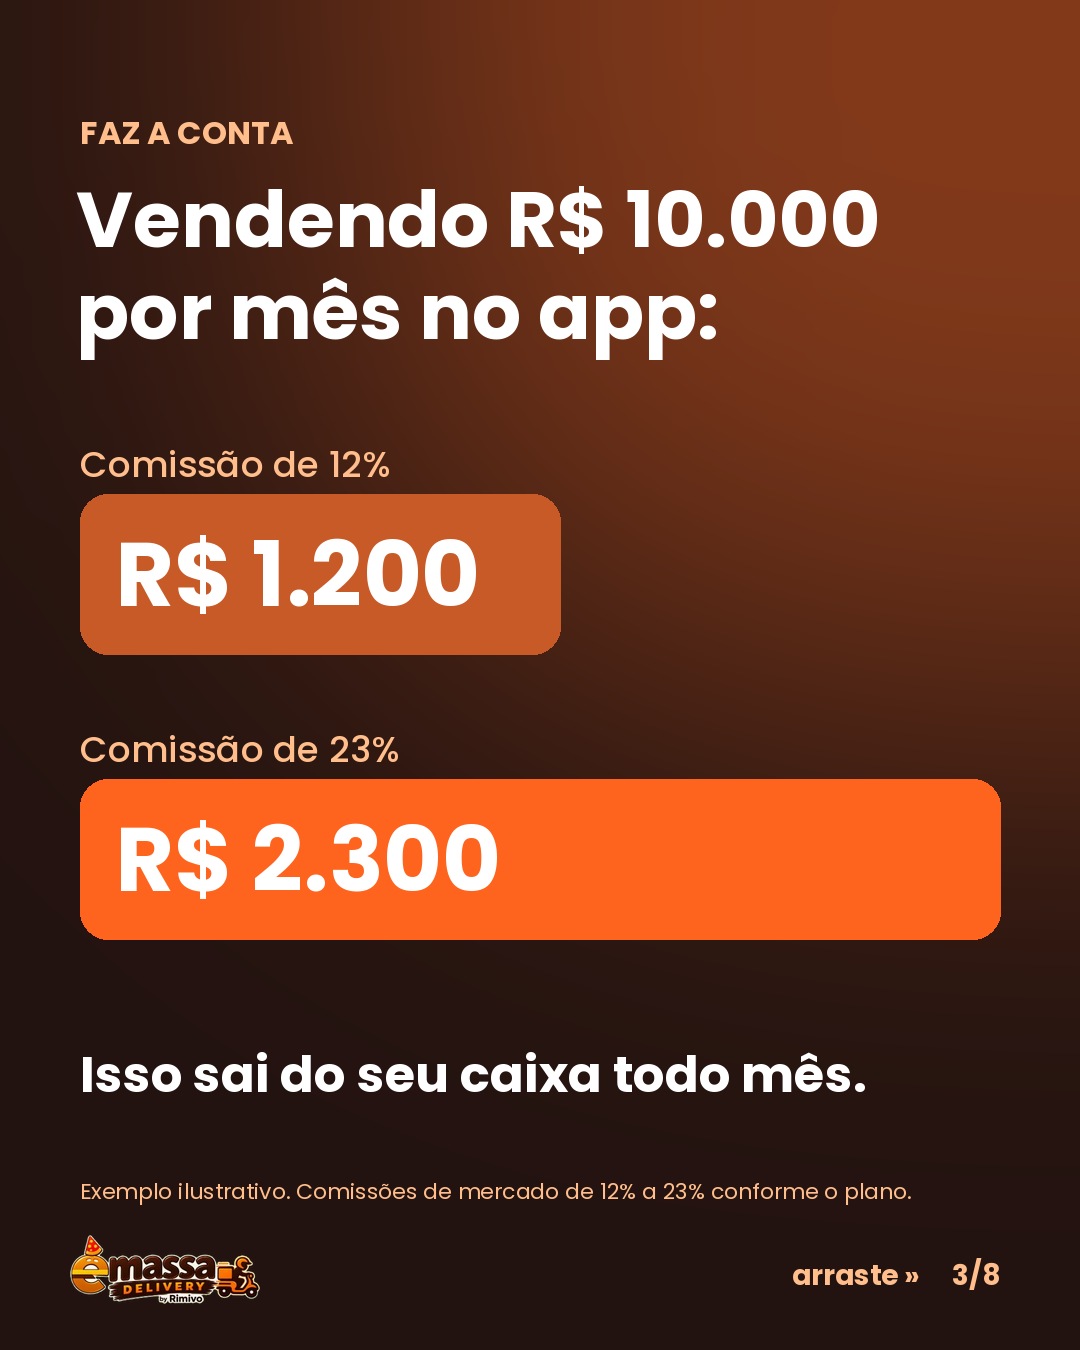 FAZ A CONTA
Vendendo R$ 10.000
por mês no app:
Comissão de 12%
R$ 1.200
Comissão de 23%
R$ 2.300
Isso sai do seu caixa todo mês.
Exemplo ilustrativo. Comissões de mercado de 12% a 23% conforme o plano.
êmassa
DELIVERY
by Rimivo
arraste » 3/8